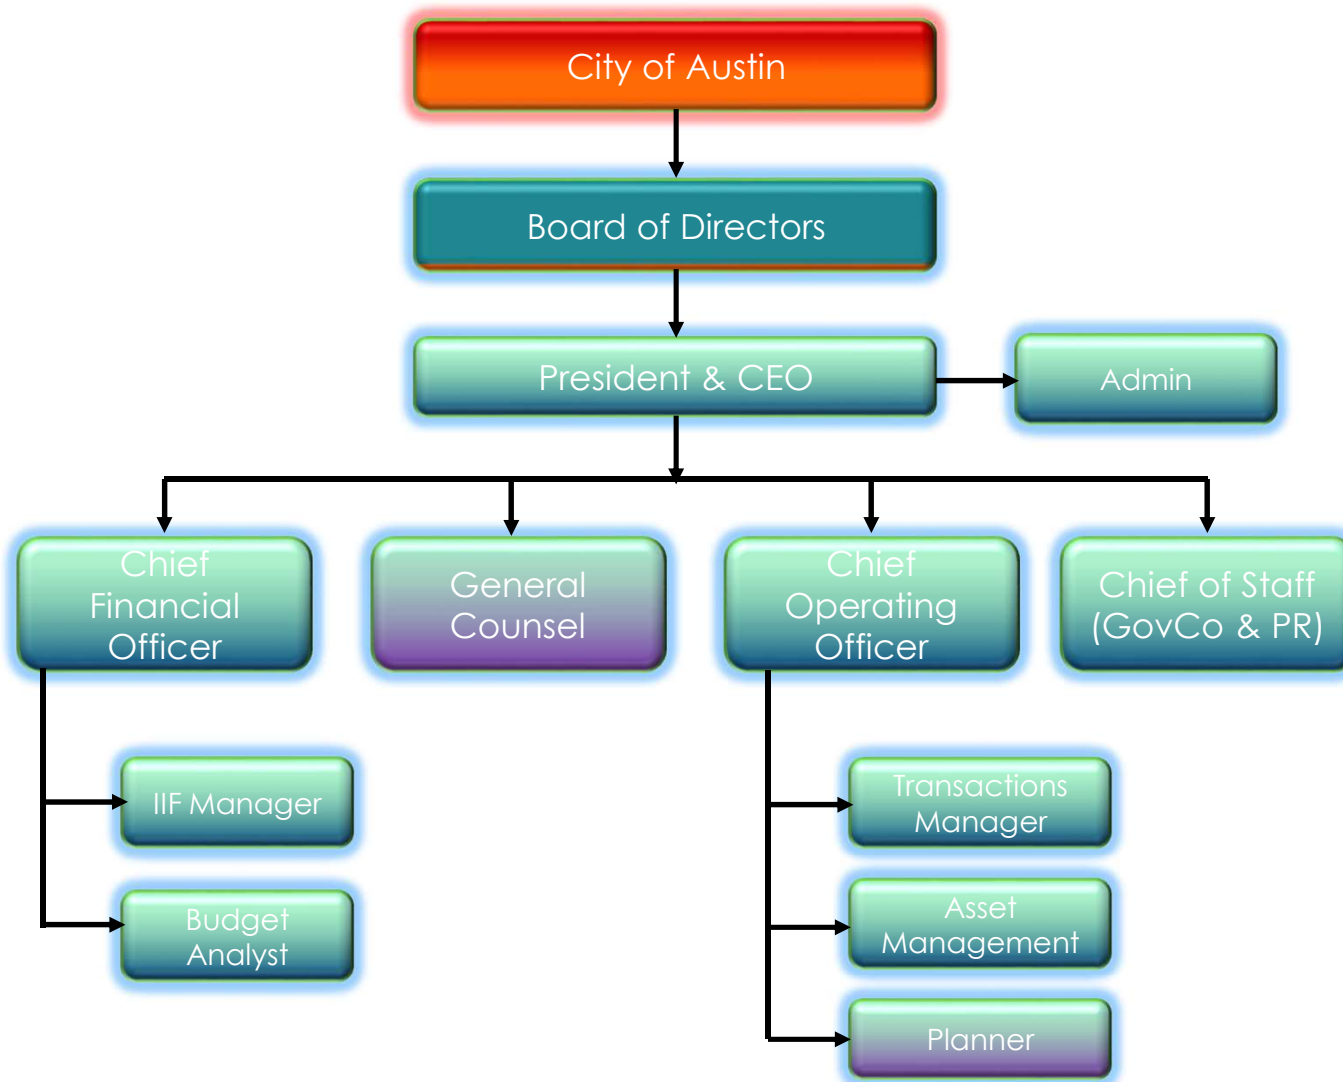 City of Austin
Board of Directors
President & CEO
Admin
Chief
Financial
Officer
General
Counsel
Chief
Operating
Officer
Chief of Staff
(GovCo & PR)
IIF Manager
Budget
Analyst
Transactions
Manager
Asset
Management
Planner